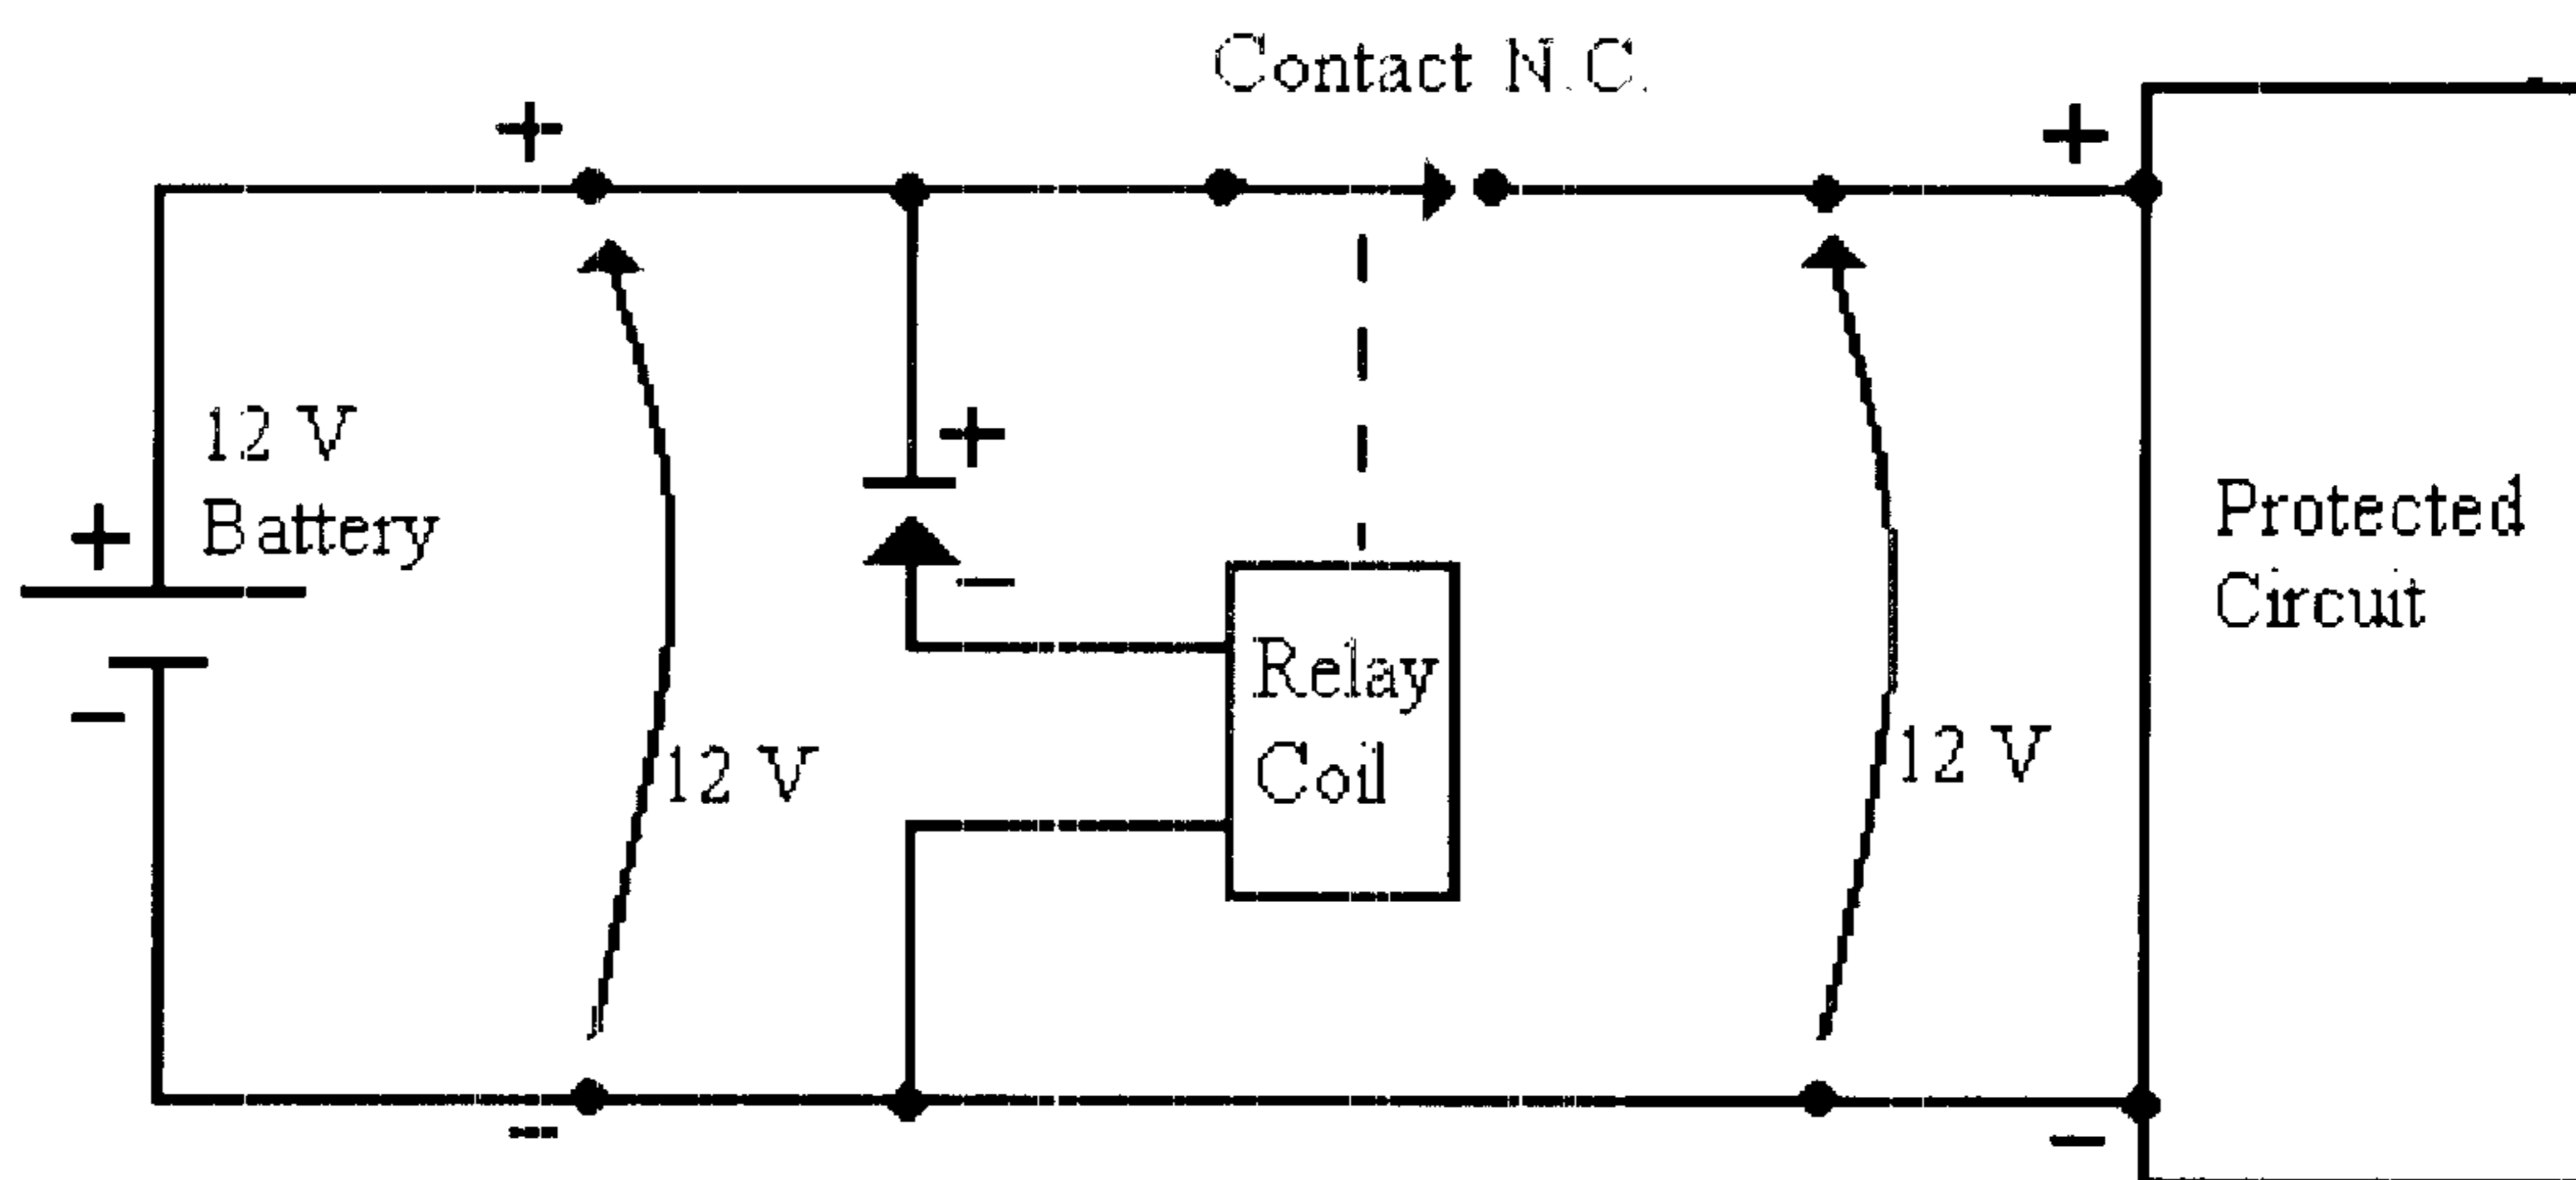 Contact N.C.
+
+
12 V
Battery
+
+
−
−
Relay
Coil
12 V
12 V
Protected
Circuit
−
−